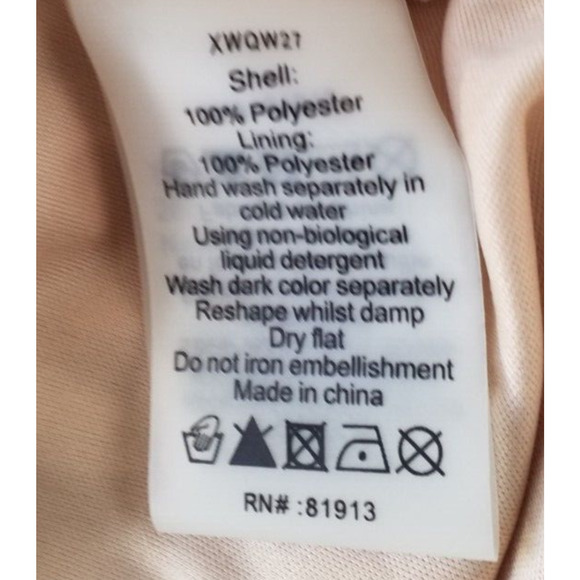 XWQW27
Shell:
100% Polyester
Lining:
100% Polyester
Hand wash separately in
cold water
Using non-biological
liquid detergent
Wash dark color separately
Reshape whilst damp
Dry flat
Do not iron embellishment
Made in china
RN# :81913